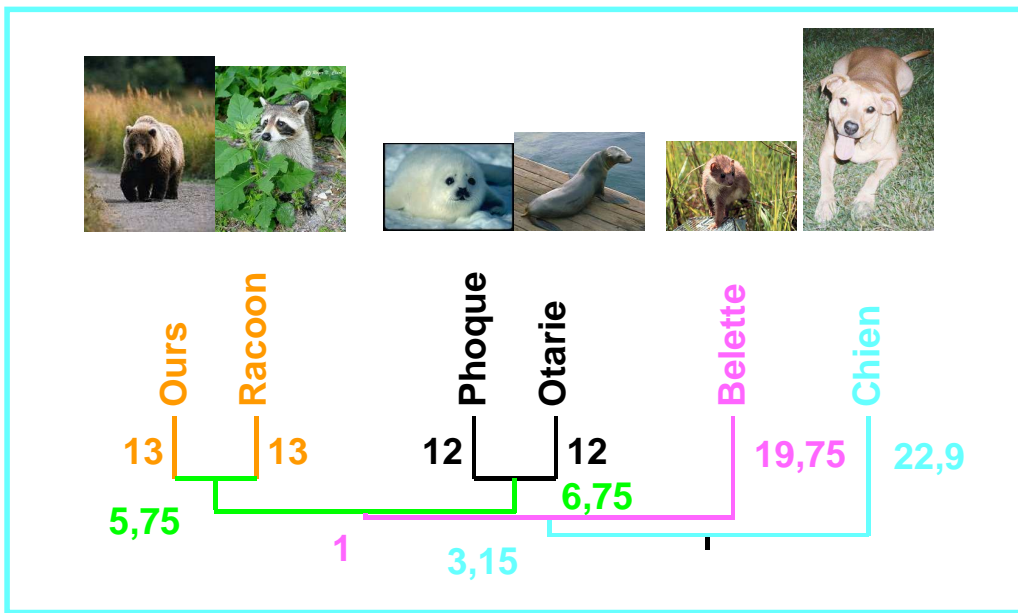 Ours
Racoon
Phoque
Otarie
Belette
Chien
13
13
12
12
19,75
22,9
5,75
6,75
1
3,15